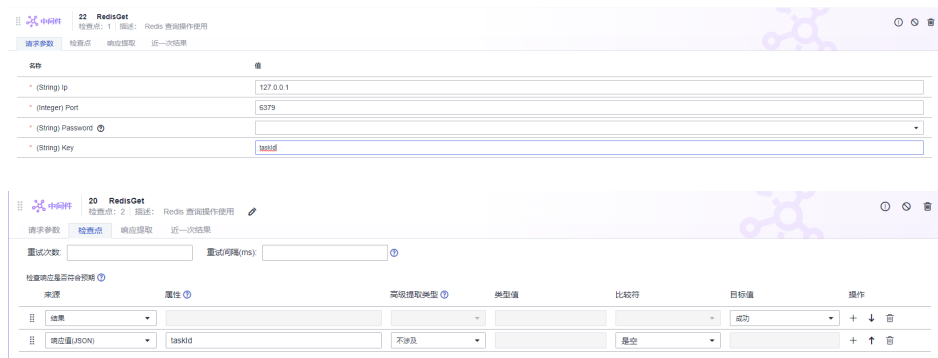 中间件 22 RedisGet
检查点: 1 描述: Redis 查询操作使用
请求参数 检查点 响应提取 近一次结果
名称 值
* (String) Ip 127.0.0.1
* (Integer) Port 6379
* (String) Password
* (String) Key taskId
中间件 20 RedisGet
检查点: 2 描述: Redis 查询操作使用
请求参数 检查点 响应提取 近一次结果
重试次数: 重试间隔(ms):
检查响应是否符合预期
来源 属性 高级提取类型 类型值 比较符 目标值 操作
结果 成功
响应值(JSON) taskId 不涉及 是空